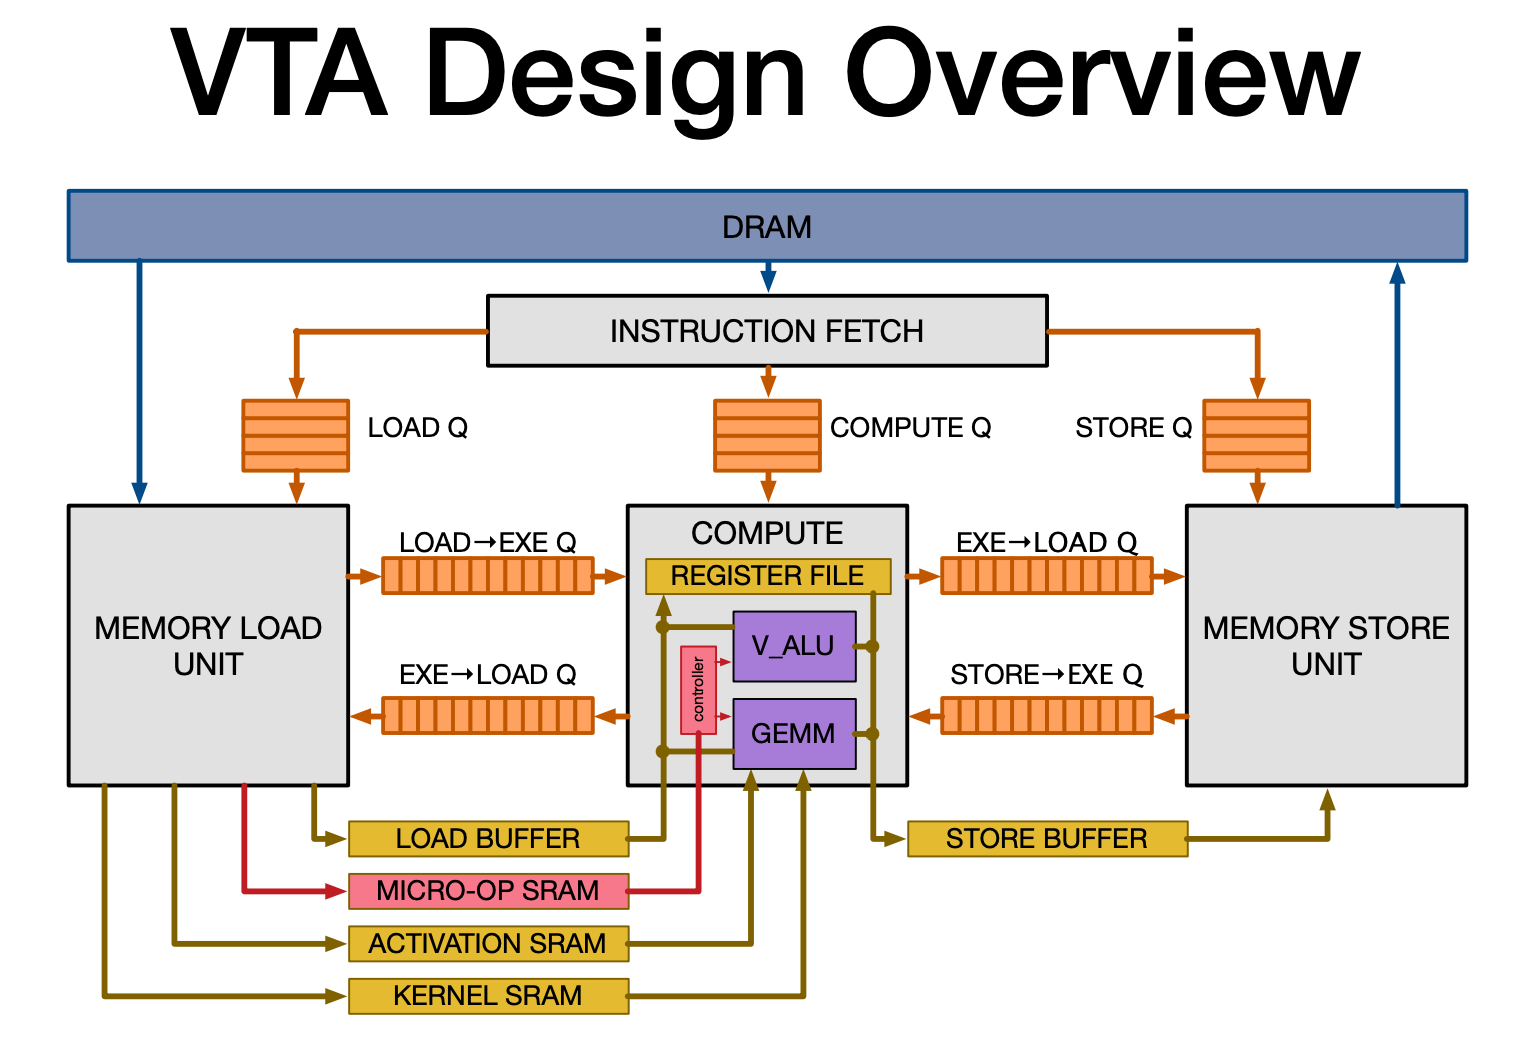 VTA Design Overview
DRAM
INSTRUCTION FETCH
LOAD Q
COMPUTE Q
STORE Q
MEMORY LOAD
UNIT
LOAD→EXE Q
EXE→LOAD Q
COMPUTE
REGISTER FILE
V_ALU
controller
GEMM
EXE→LOAD Q
STORE→EXE Q
MEMORY STORE
UNIT
LOAD BUFFER
STORE BUFFER
MICRO-OP SRAM
ACTIVATION SRAM
KERNEL SRAM